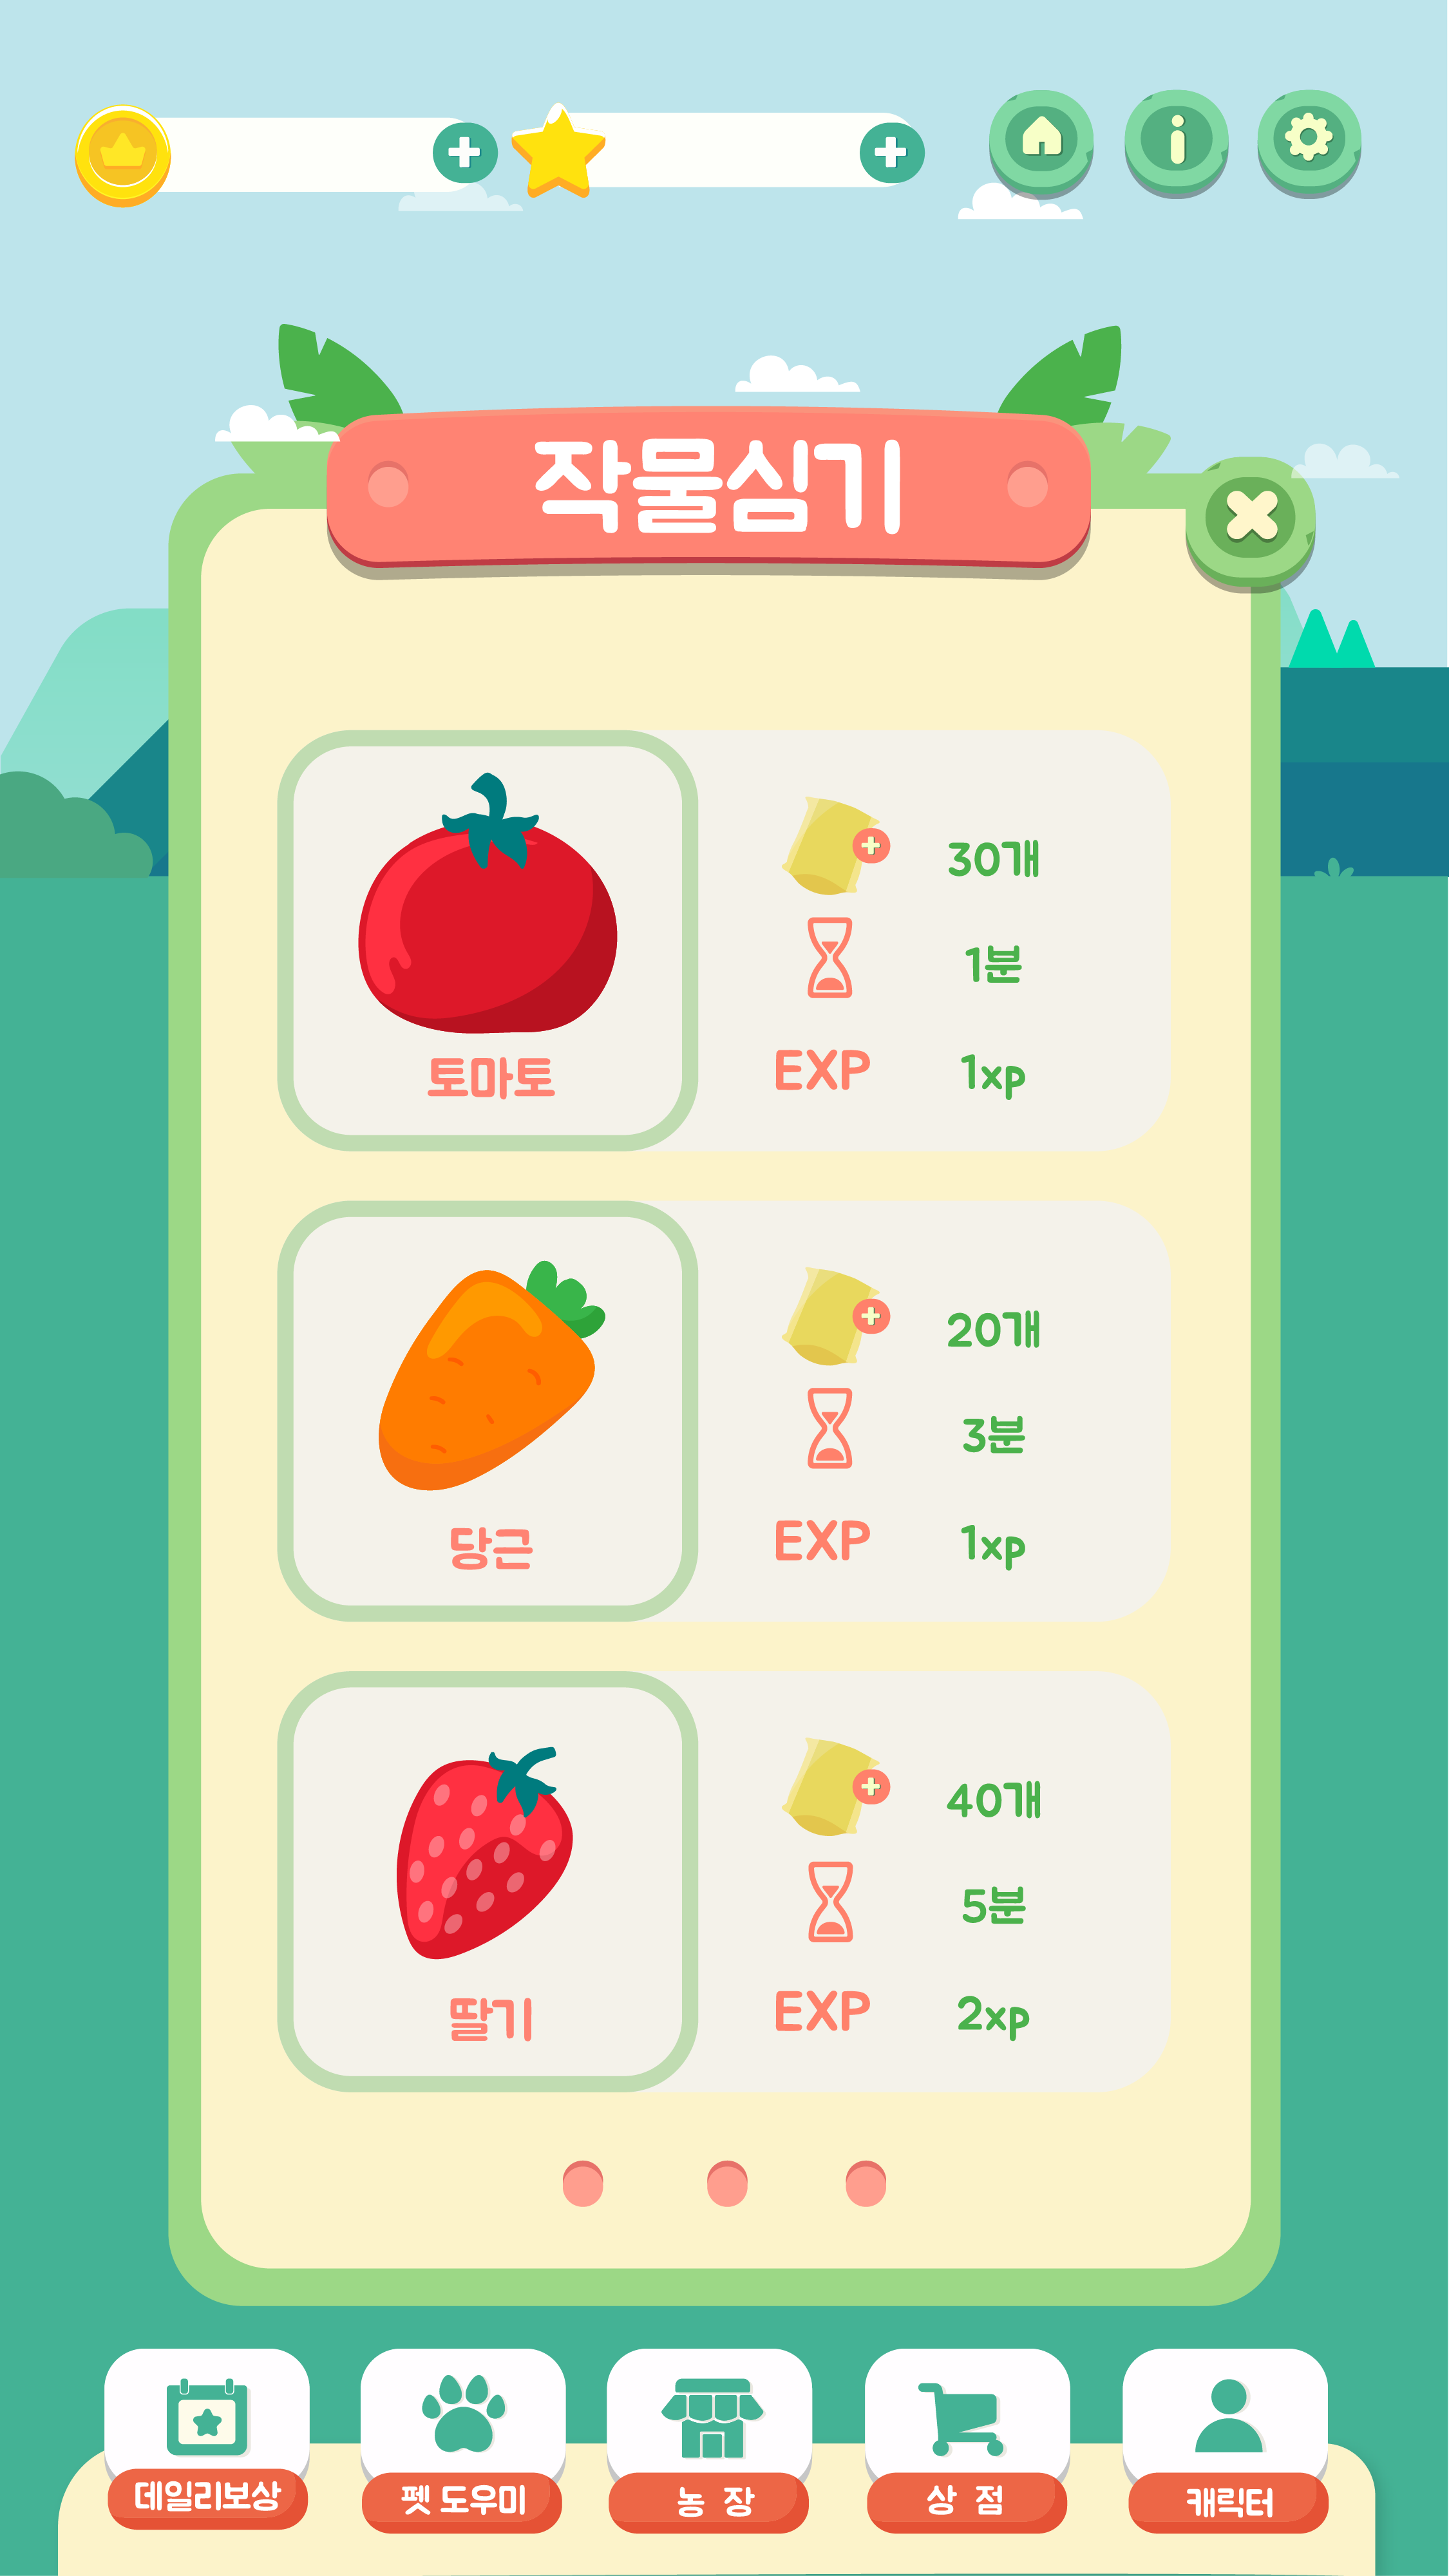 작물심기
토마토
30개
1분
EXP 1xp
당근
20개
3분
EXP 1xp
딸기
40개
5분
EXP 2xp
데일리보상
펫 도우미
농 장
상 점
캐릭터